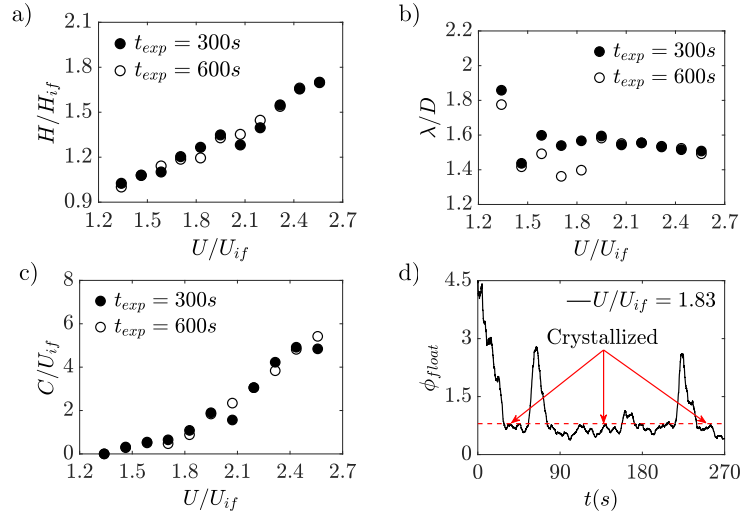 a)
t_exp = 300s
t_exp = 600s
H/H_if
1.8
1.5
1.2
0.9
1.2 1.5 1.8 2.1 2.4 2.7
U/U_if
b)
t_exp = 300s
t_exp = 600s
λ/D
2.2
2
1.8
1.6
1.4
1.2
1.2 1.5 1.8 2.1 2.4 2.7
U/U_if
c)
t_exp = 300s
t_exp = 600s
C/U_if
8
6
4
2
0
1.2 1.5 1.8 2.1 2.4 2.7
U/U_if
d)
U/U_if = 1.83
Crystallized
ϕ_float
4.5
3
1.5
0
0 90 180 270
t(s)